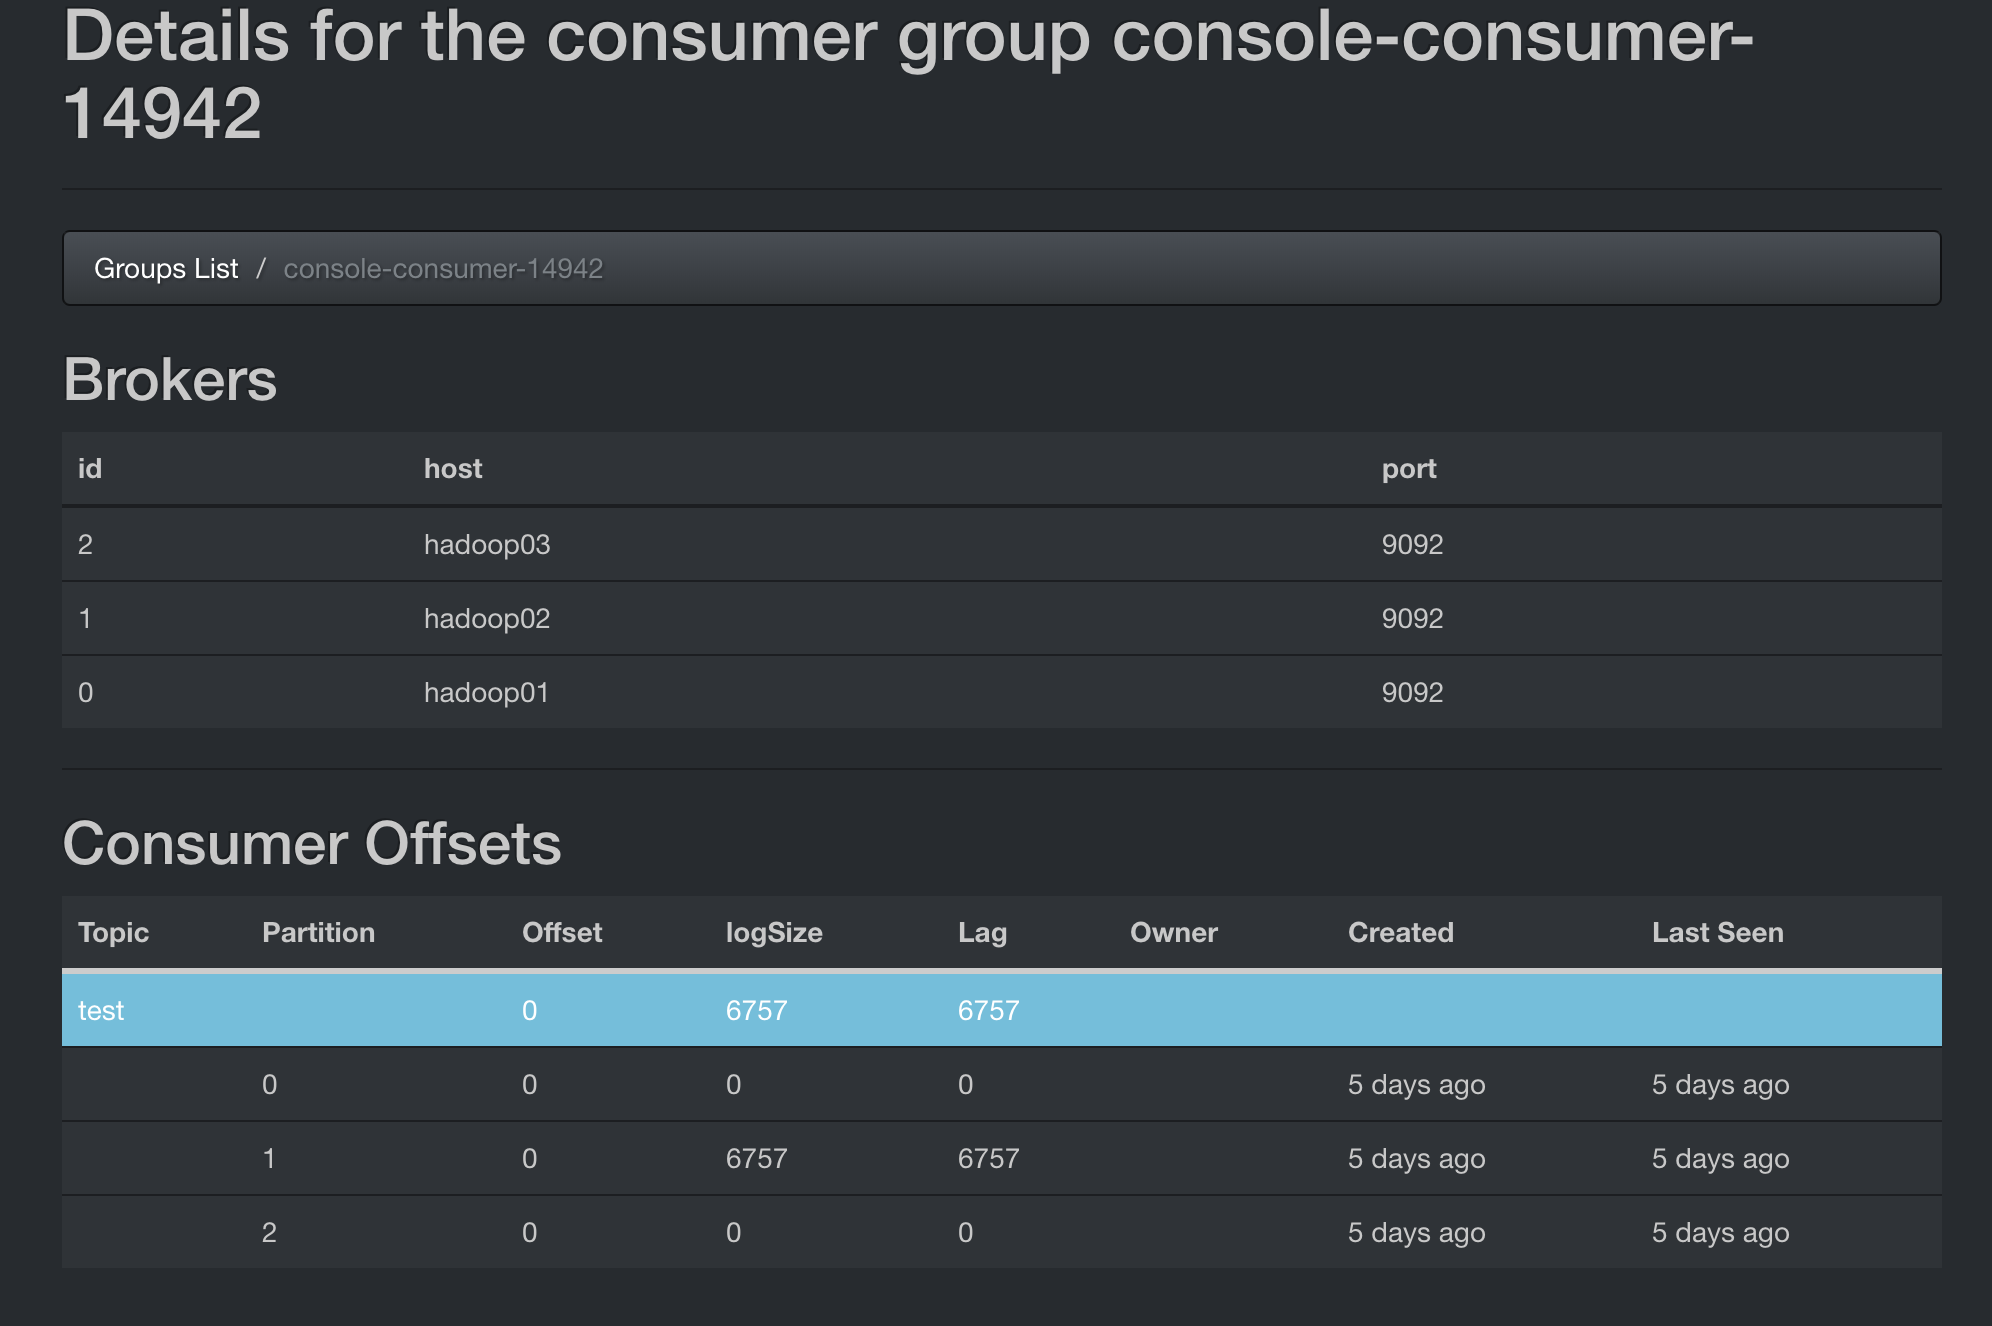 Details for the consumer group console-consumer-
14942
Groups List / console-consumer-14942
Brokers
id host port
2 hadoop03 9092
1 hadoop02 9092
0 hadoop01 9092
Consumer Offsets
Topic Partition Offset logSize Lag Owner Created Last Seen
test 0 6757 6757
0 0 0 0 5 days ago 5 days ago
1 0 6757 6757 5 days ago 5 days ago
2 0 0 0 5 days ago 5 days ago